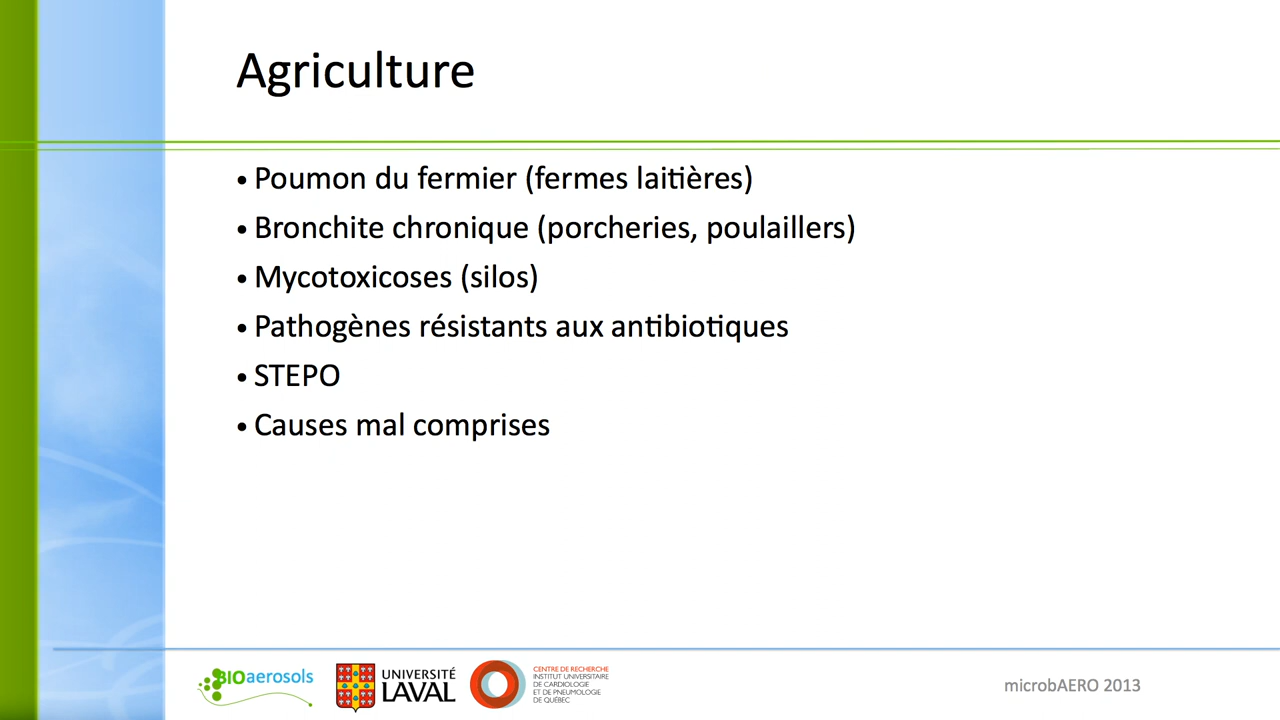 Agriculture
• Poumon du fermier (fermes laitières)
• Bronchite chronique (porcheries, poulaillers)
• Mycotoxicoses (silos)
• Pathogènes résistants aux antibiotiques
• STEPO
• Causes mal comprises
BIOaerosols
UNIVERSITÉ
LAVAL
CENTRE DE RECHERCHE
INSTITUT UNIVERSITAIRE
DE CARDIOLOGIE
ET DE PNEUMOLOGIE
DE QUÉBEC
microbAERO 2013